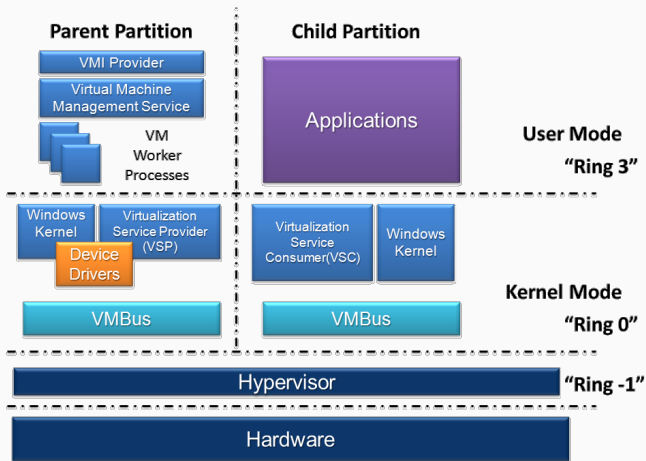 Parent Partition
Child Partition
VMI Provider
Virtual Machine
Management Service
VM
Worker
Processes
Applications
User Mode
“Ring 3”
Windows
Kernel
Virtualization
Service Provider
(VSP)
Device
Drivers
Virtualization
Service
Consumer(VSC)
Windows
Kernel
VMBus
VMBus
Kernel Mode
“Ring 0”
Hypervisor
“Ring -1”
Hardware